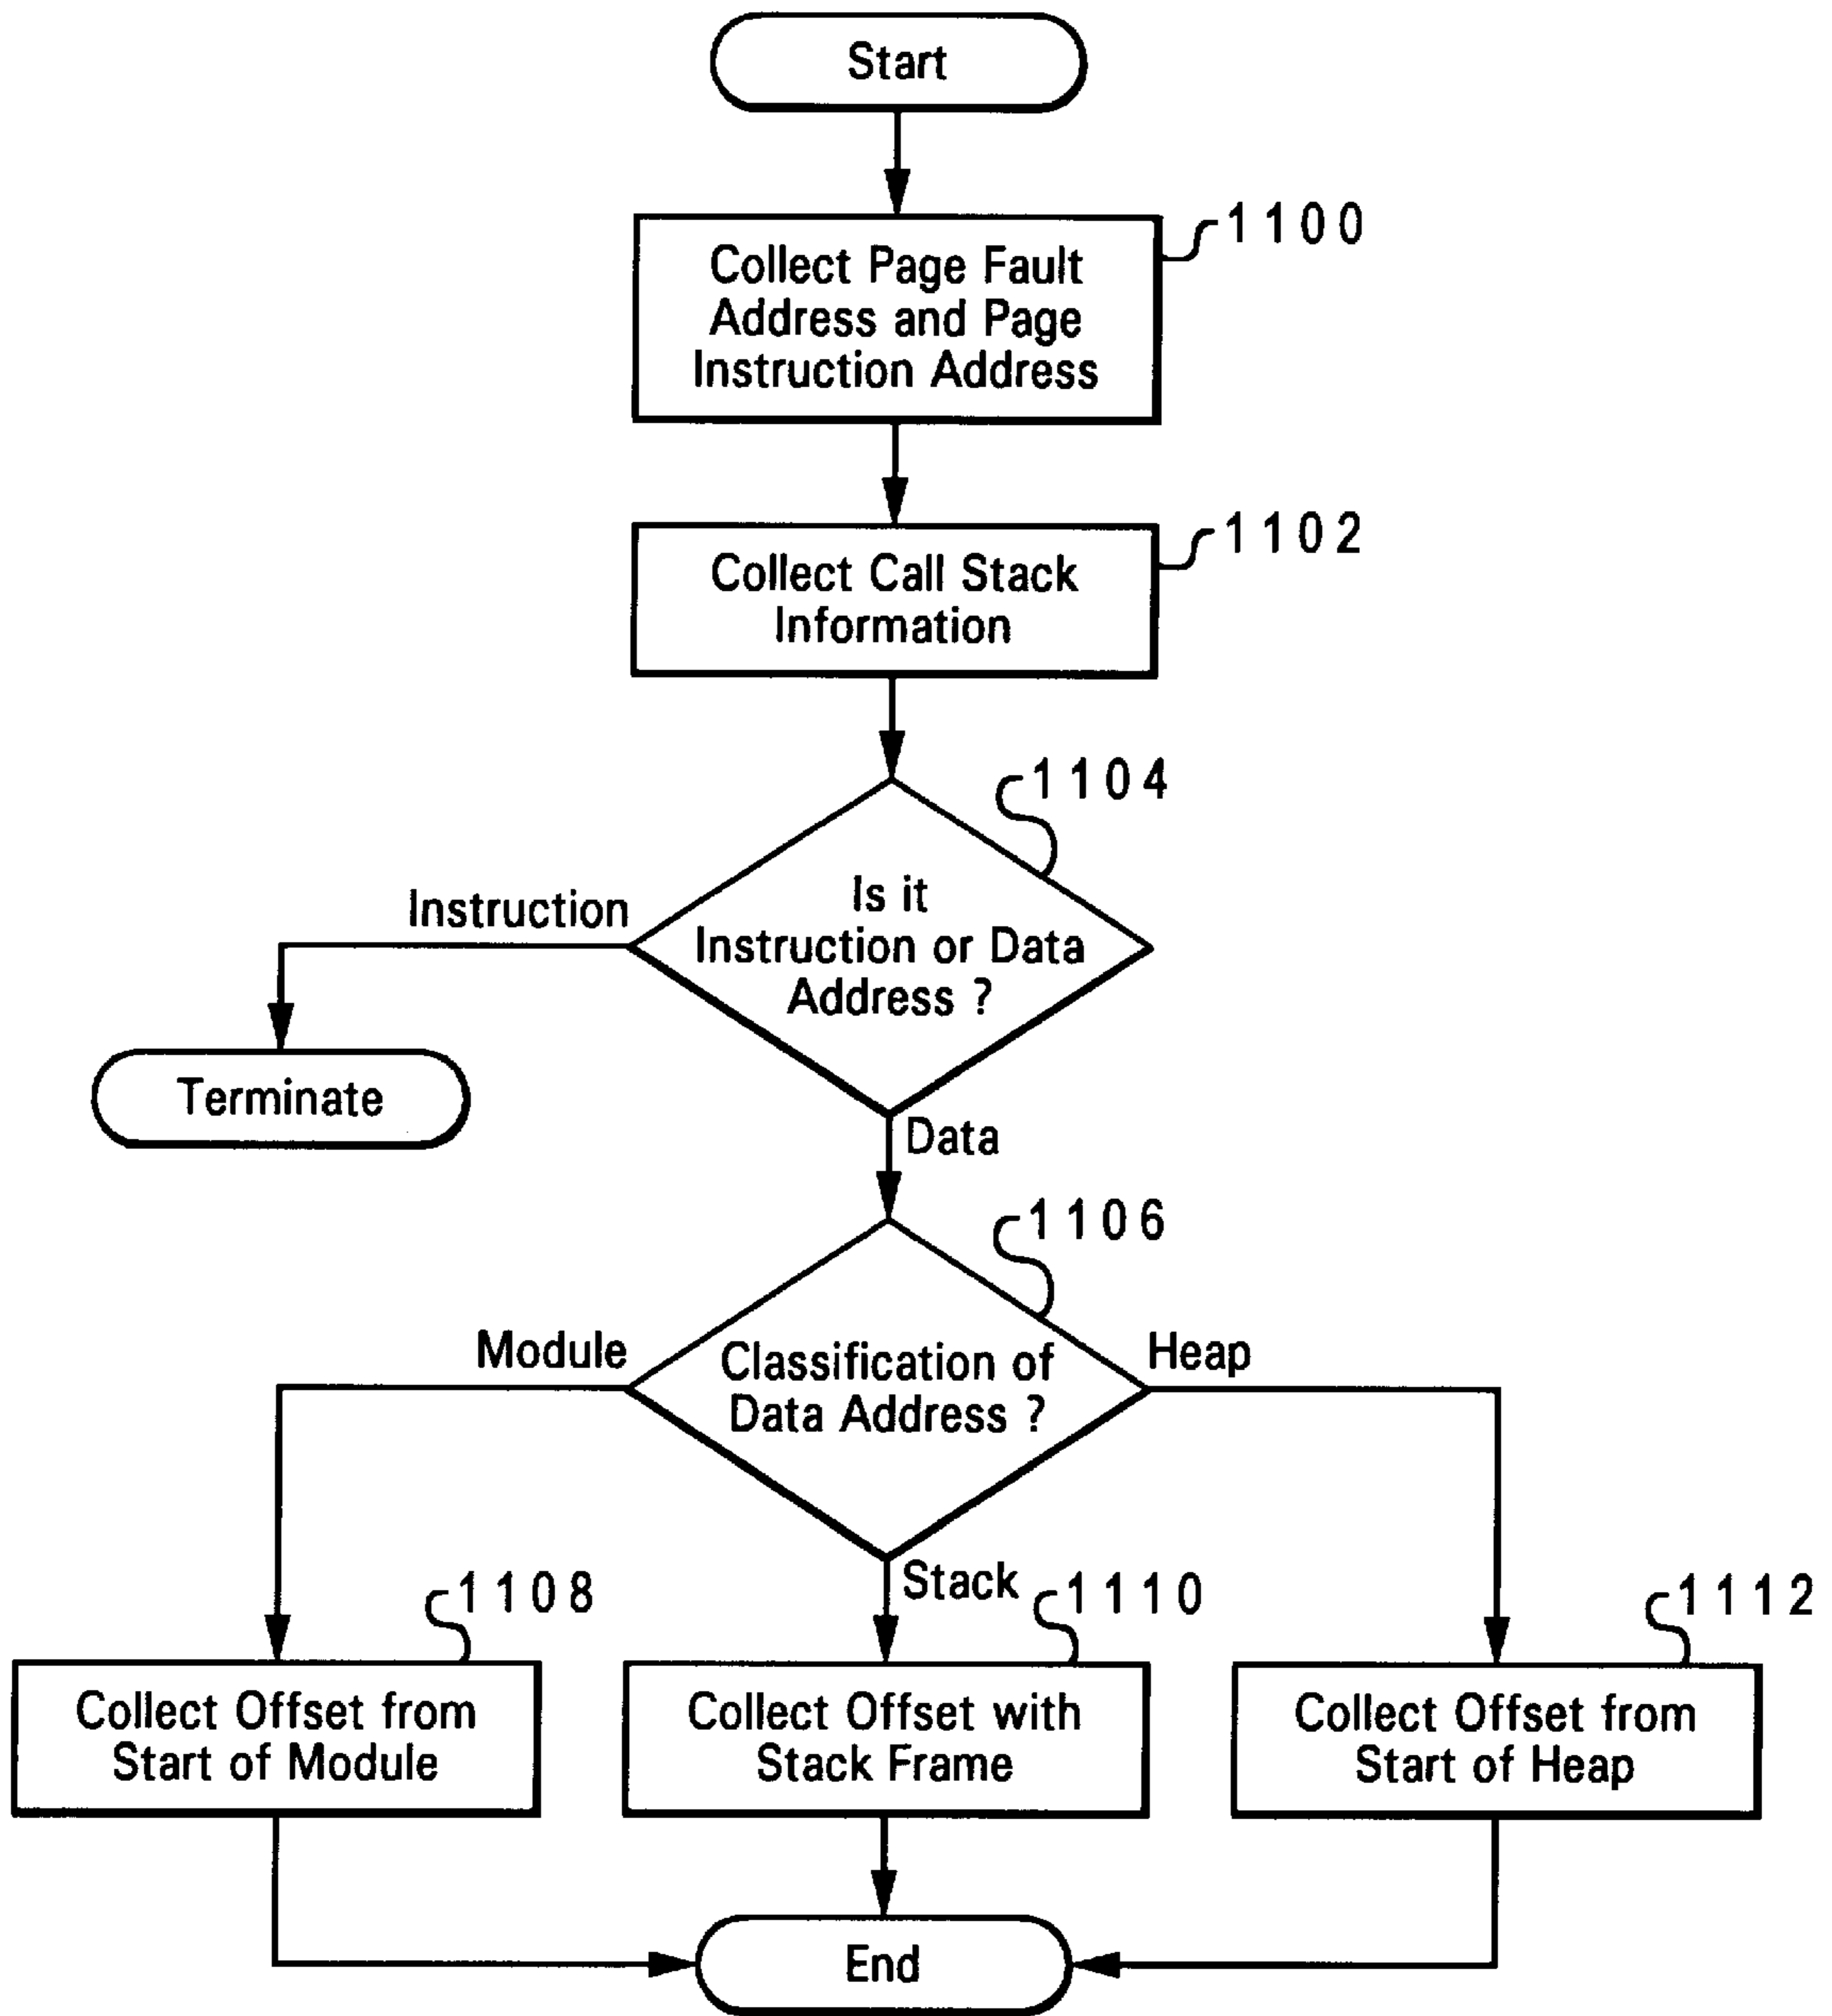 Start
1100
Collect Page Fault
Address and Page
Instruction Address
1102
Collect Call Stack
Information
1104
Is it
Instruction or Data
Address ?
Instruction
Terminate
Data
1106
Classification of
Data Address ?
Module
Heap
Stack
1108
1110
1112
Collect Offset from
Start of Module
Collect Offset with
Stack Frame
Collect Offset from
Start of Heap
End